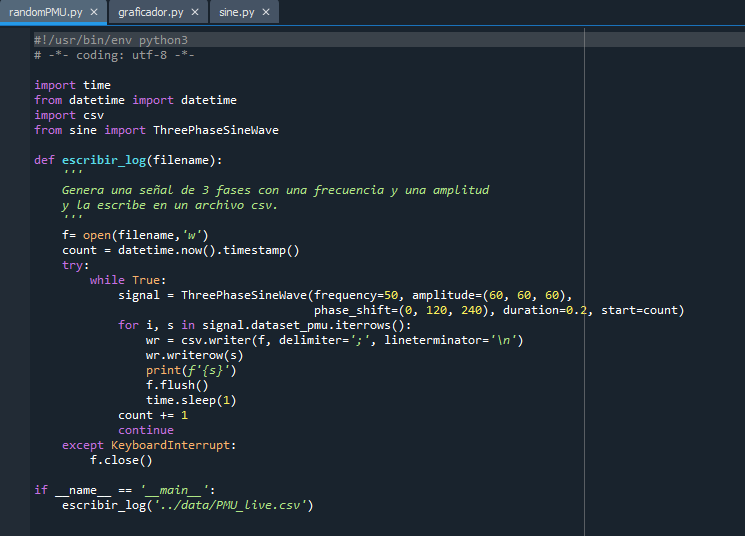 randomPMU.py × graficador.py × sine.py ×
#!/usr/bin/env python3
# -*- coding: utf-8 -*-
import time
from datetime import datetime
import csv
from sine import ThreePhaseSineWave
def escribir_log(filename):
    '''
    Genera una señal de 3 fases con una frecuencia y una amplitud
    y la escribe en un archivo csv.
    '''
    f= open(filename,'w')
    count = datetime.now().timestamp()
    try:
        while True:
            signal = ThreePhaseSineWave(frequency=50, amplitude=(60, 60, 60),
                                        phase_shift=(0, 120, 240), duration=0.2, start=count)
            for i, s in signal.dataset_pmu.iterrows():
                wr = csv.writer(f, delimiter=';', lineterminator='\n')
                wr.writerow(s)
                print(f'{s}')
                f.flush()
                time.sleep(1)
            count += 1
            continue
    except KeyboardInterrupt:
        f.close()
if __name__ == '__main__':
    escribir_log('../data/PMU_live.csv')